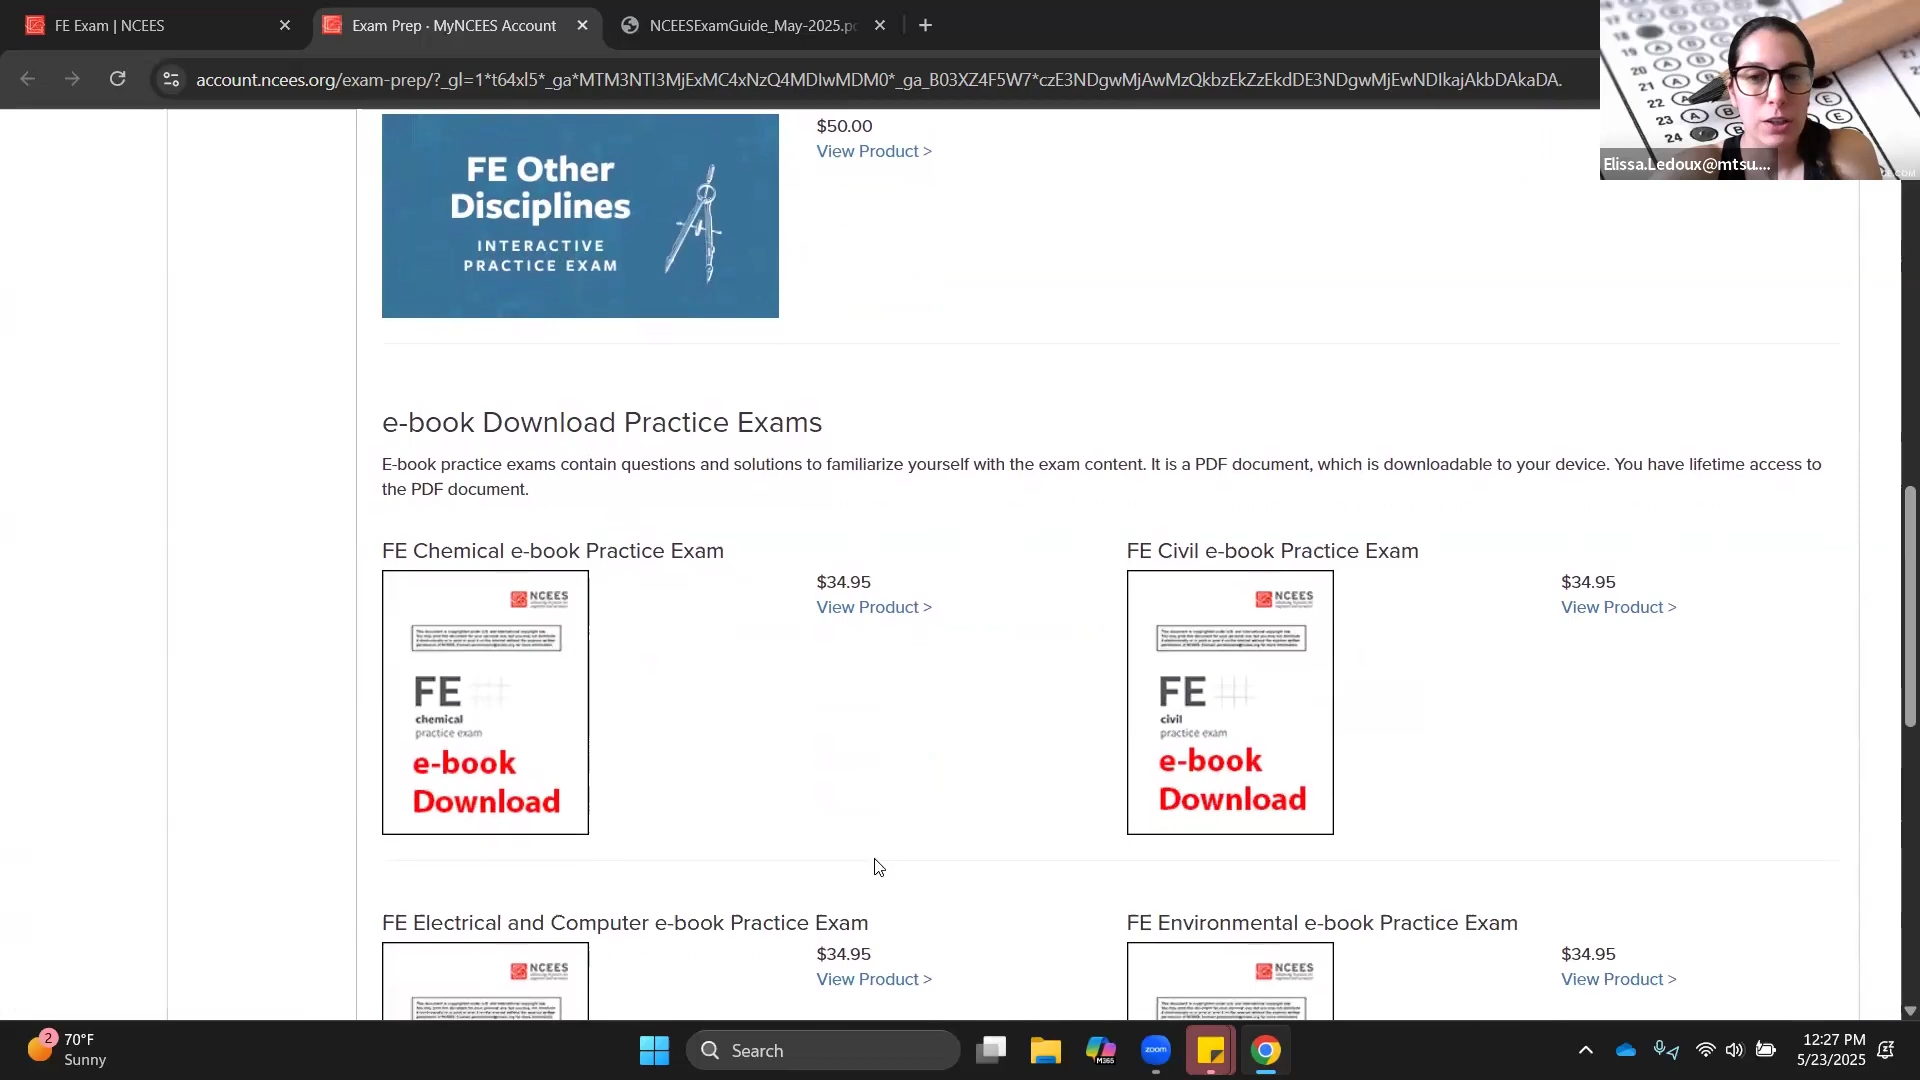 FE Exam | NCEES
Exam Prep · MyNCEES Account
NCEESExamGuide_May-2025.p
account.ncees.org/exam-prep/?_gl=1*t64xl5*_ga*MTM3NTI3MjExMC4xNzQ4MDIwMDM0*_ga_B03XZ4F5W7*czE3NDgwMjAwMzQkbzEkZzEkdDE3NDgwMjEwNDIkajAkbDAkaDA.
Elissa.Ledoux@mtsu....
FE Other
Disciplines
INTERACTIVE
PRACTICE EXAM
$50.00
View Product >
e-book Download Practice Exams
E-book practice exams contain questions and solutions to familiarize yourself with the exam content. It is a PDF document, which is downloadable to your device. You have lifetime access to
the PDF document.
FE Chemical e-book Practice Exam
NCEES
FE
chemical
practice exam
e-book
Download
$34.95
View Product >
FE Civil e-book Practice Exam
NCEES
FE
civil
practice exam
e-book
Download
$34.95
View Product >
FE Electrical and Computer e-book Practice Exam
NCEES
$34.95
View Product >
FE Environmental e-book Practice Exam
NCEES
$34.95
View Product >
2
70°F
Sunny
Search
M365
zoom
12:27 PM
5/23/2025